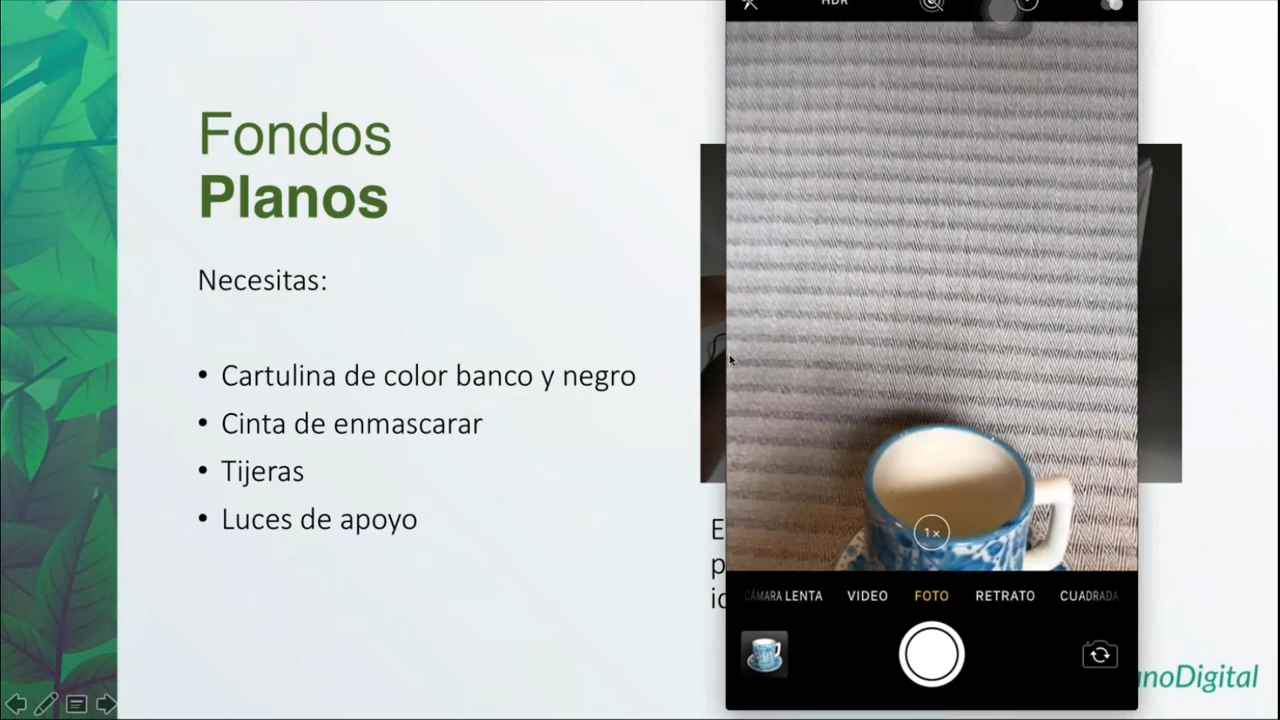 Fondos
Planos
Necesitas:
• Cartulina de color banco y negro
• Cinta de enmascarar
• Tijeras
• Luces de apoyo
HDR
1x
CÁMARA LENTA VIDEO FOTO RETRATO CUADRADA
noDigital